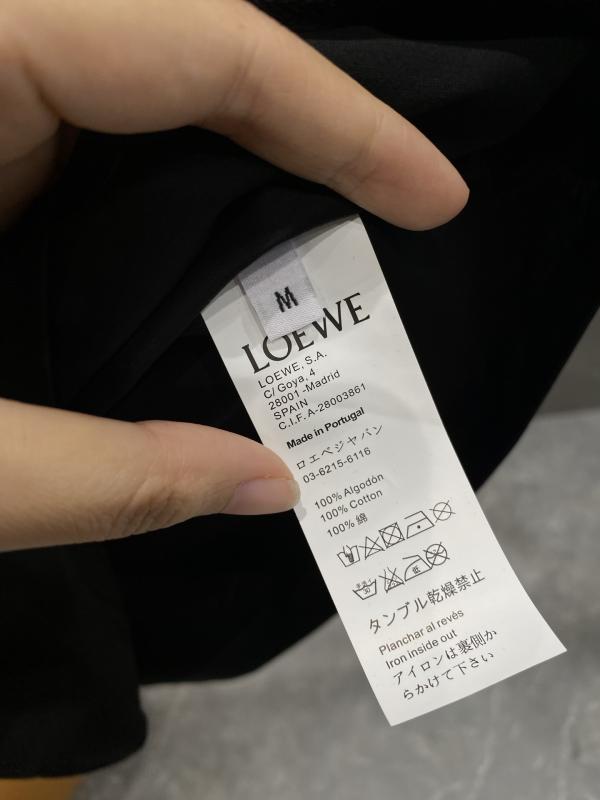 M
LOEWE
LOEWE, S.A.
C/ Goya, 4
28001 -Madrid
SPAIN
C.I.F. A-28003861
Made in Portugal
ロエベジャパン
03-6215-6116
100% Algodón
100% Cotton
100% 綿
タンブル乾燥禁止
Planchar al revés
Iron inside out
アイロンは裏側か
らかけて下さい